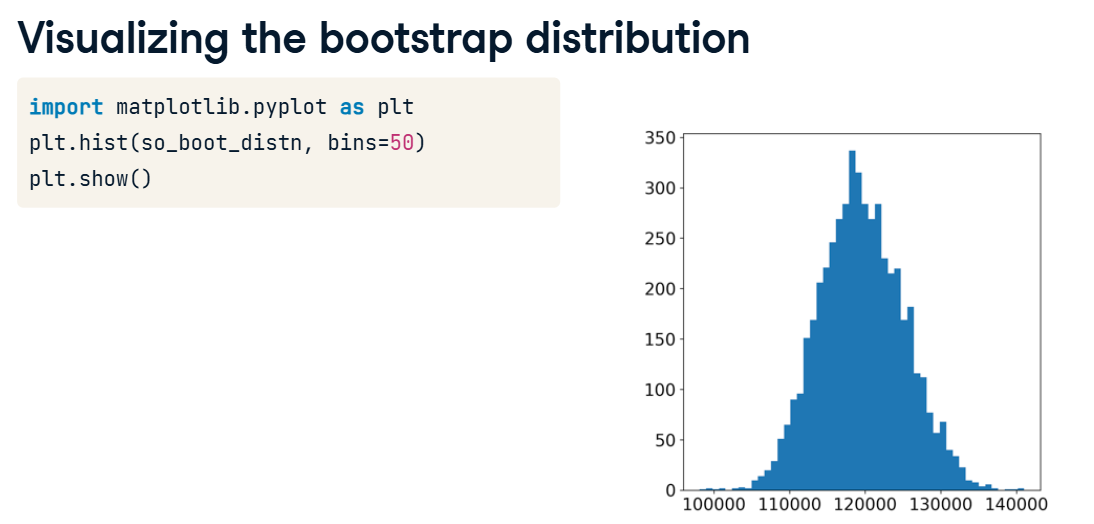 Visualizing the bootstrap distribution
import matplotlib.pyplot as plt
plt.hist(so_boot_distn, bins=50)
plt.show()
350
300
250
200
150
100
50
0
100000 110000 120000 130000 140000